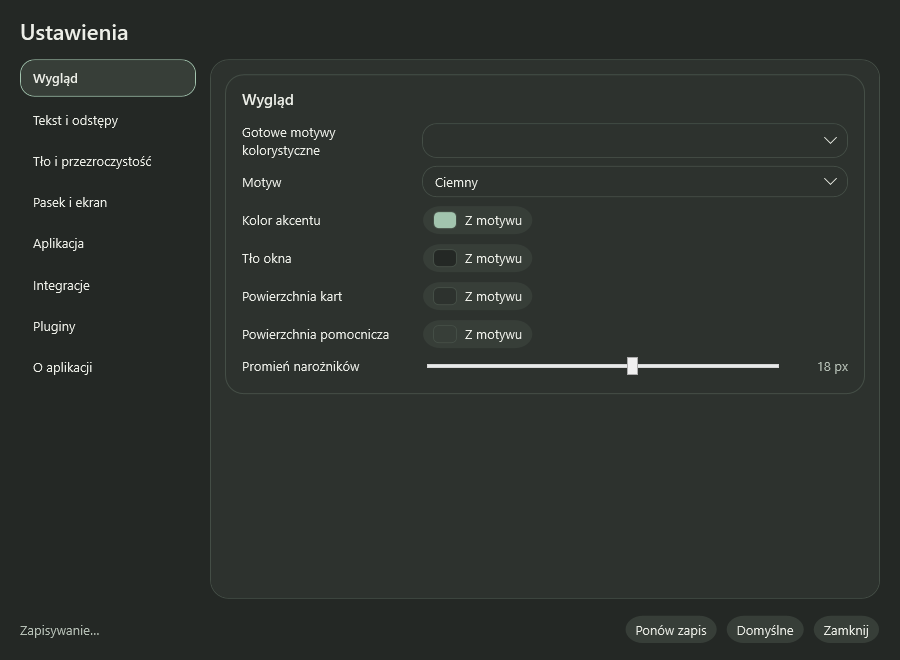 Ustawienia
Wygląd
Tekst i odstępy
Tło i przezroczystość
Pasek i ekran
Aplikacja
Integracje
Pluginy
O aplikacji
Wygląd
Gotowe motywy
kolorystyczne
Motyw
Ciemny
Kolor akcentu
Z motywu
Tło okna
Z motywu
Powierzchnia kart
Z motywu
Powierzchnia pomocnicza
Z motywu
Promień narożników
18 px
Zapisywanie...
Ponów zapis
Domyślne
Zamknij